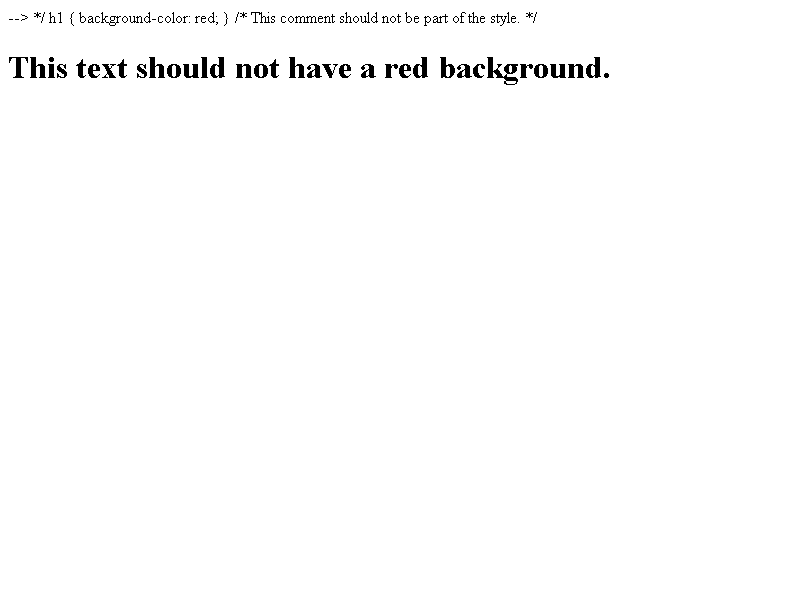 --> */ h1 { background-color: red; } /* This comment should not be part of the style. */
This text should not have a red background.